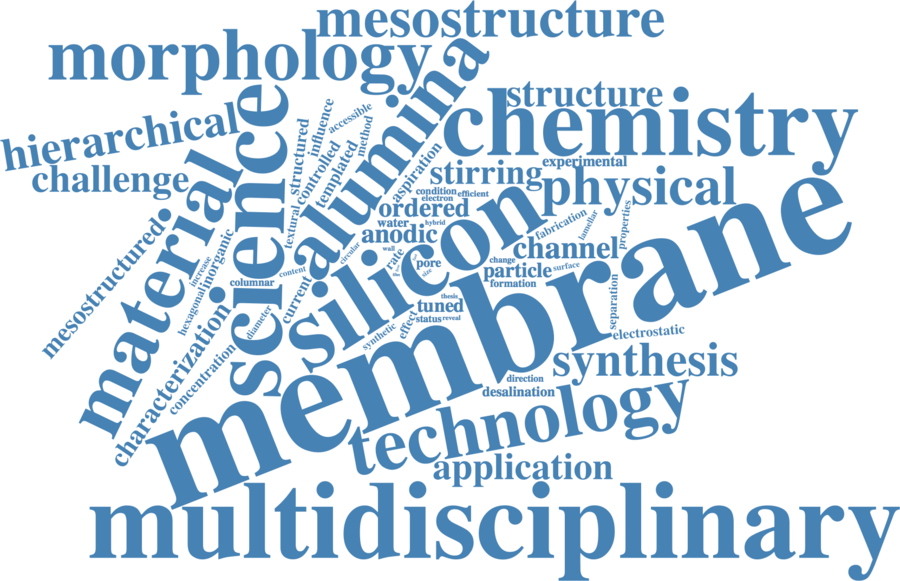 mesostructure
morphology
alumina
structure
chemistry
hierarchical
science
accessible
influence
method
structured
controlled
templated
aspiration
challenge
stirring
experimental
physical
material
condition
efficient
electron
ordered
textural
water
hybrid
anodic
silicon
fabrication
lamellar
properties
channel
membrane
mesostructured
inorganic
increase
hexagonal
columnar
content
circular
wall
rate
pore
size
change
particle
surface
formation
current
diameter
thesis
tuned
status
reveal
effect
synthetic
separation
electrostatic
characterization
concentration
synthesis
direction
desalination
technology
application
multidisciplinary